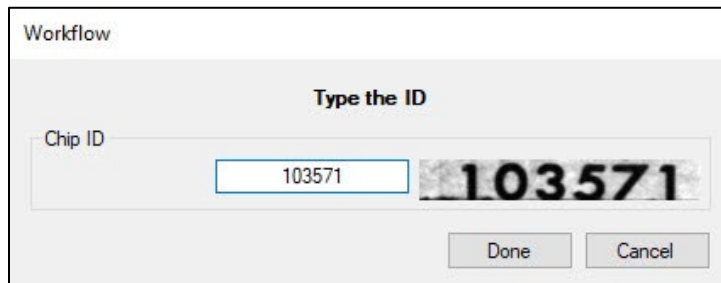 Workflow
Type the ID
Chip ID
103571 103571
Done Cancel